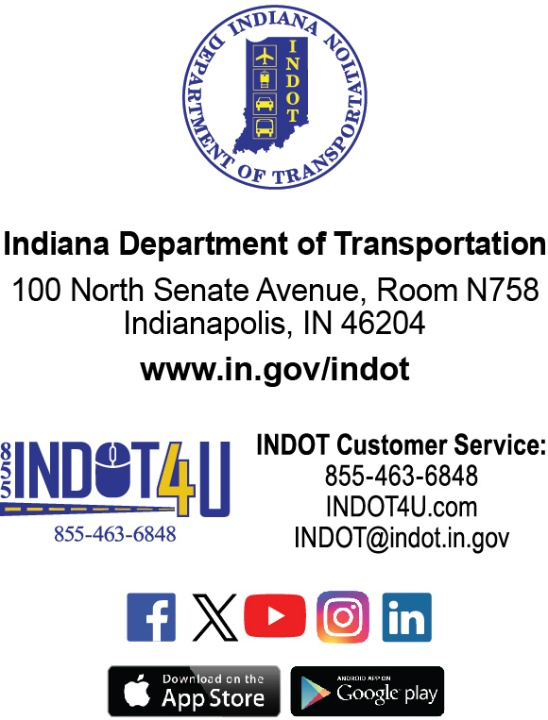 INDIANA DEPARTMENT OF TRANSPORTATION
INDOT
Indiana Department of Transportation
100 North Senate Avenue, Room N758
Indianapolis, IN 46204
www.in.gov/indot
855 INDOT4U
855-463-6848
INDOT Customer Service:
855-463-6848
INDOT4U.com
INDOT@indot.in.gov
Download on the
App Store
ANDROID APP ON
Google play